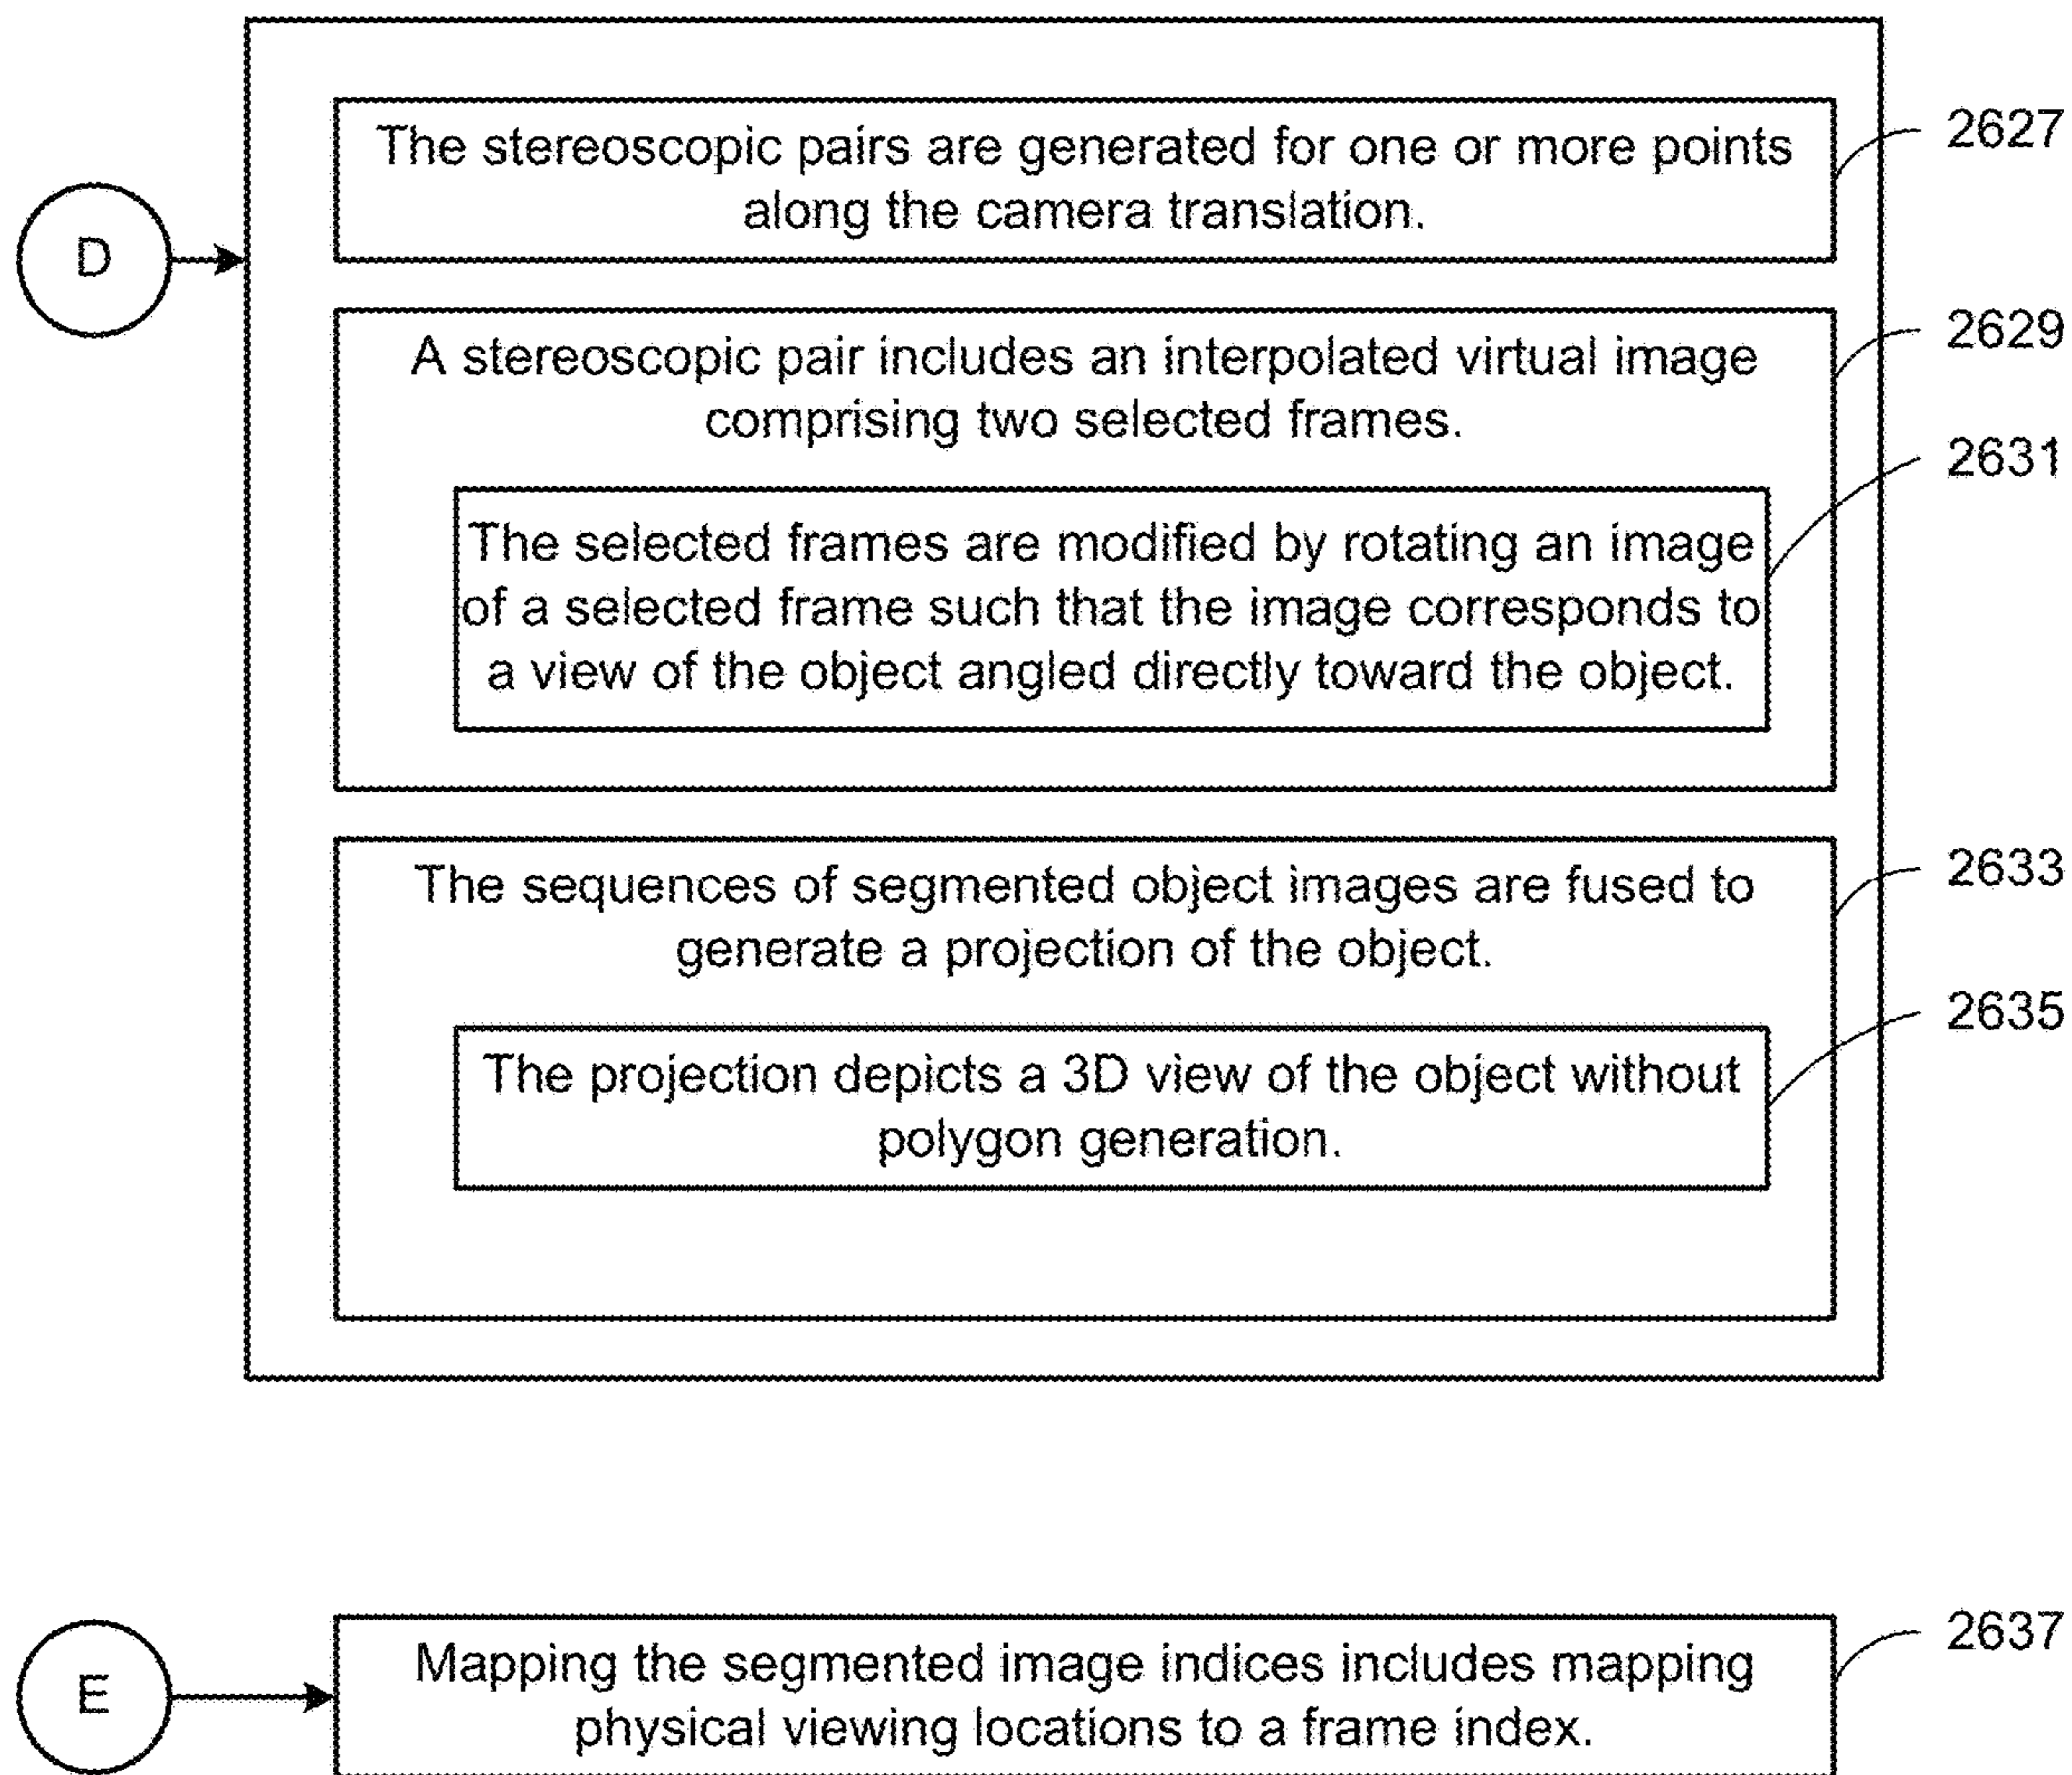 The stereoscopic pairs are generated for one or more points
along the camera translation.
2627
D
A stereoscopic pair includes an interpolated virtual image
comprising two selected frames.
2629
2631
The selected frames are modified by rotating an image
of a selected frame such that the image corresponds to
a view of the object angled directly toward the object.
The sequences of segmented object images are fused to
generate a projection of the object.
2633
2635
The projection depicts a 3D view of the object without
polygon generation.
E
Mapping the segmented image indices includes mapping
physical viewing locations to a frame index.
2637